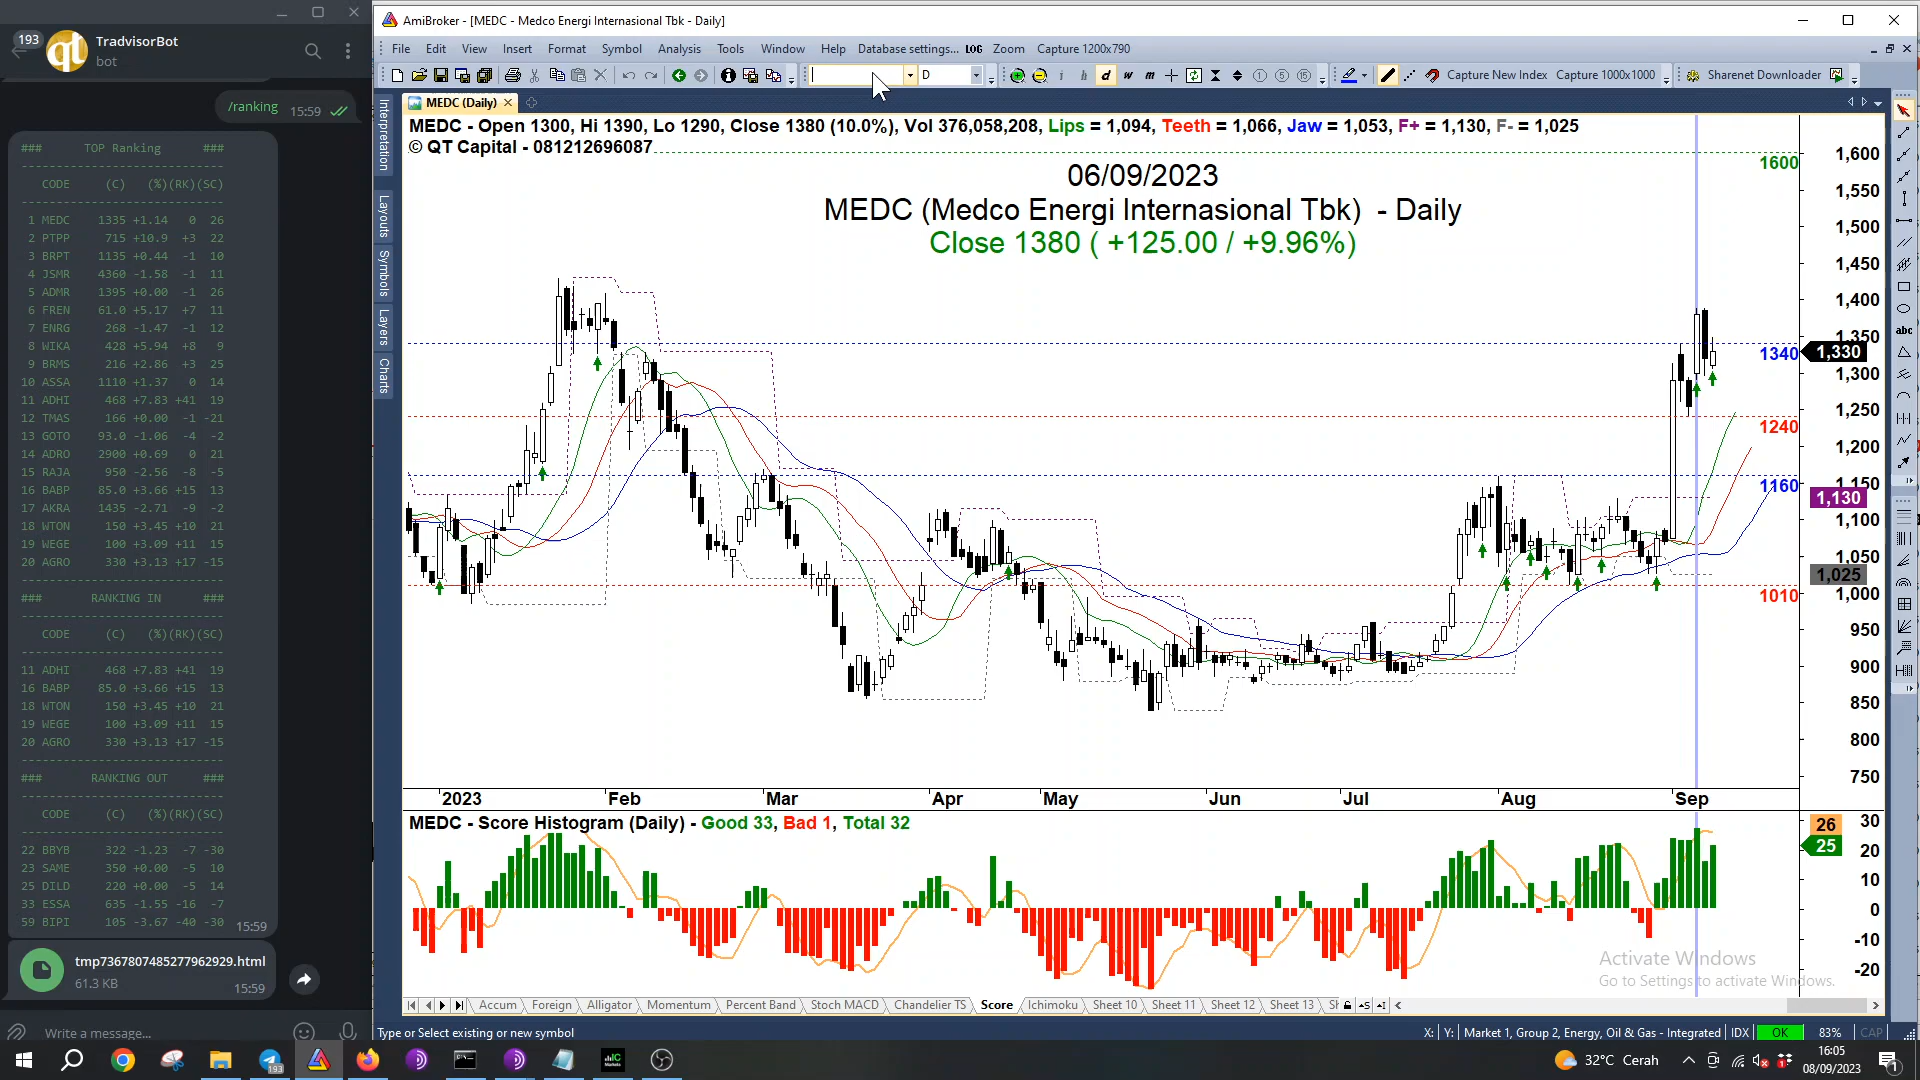 193
TradvisorBot
bot
/ranking 15:59
### TOP Ranking ###
CODE (C) (%)(RK)(SC)
1 MEDC 1335 +1.14 0 26
2 PTPP 715 +10.9 +3 22
3 BRPT 1135 +0.44 -1 10
4 JSMR 4360 -1.58 -1 11
5 ADMR 1395 +0.00 -1 26
6 FREN 61.0 +5.17 +7 11
7 ENRG 268 -1.47 -1 12
8 WIKA 428 +5.94 +8 9
9 BRMS 216 +2.86 +3 25
10 ASSA 1110 +1.37 0 14
11 ADHI 468 +7.83 +41 19
12 TMAS 166 +0.00 -1 -21
13 GOTO 93.0 -1.06 -4 -2
14 ADRO 2900 +0.69 0 21
15 RAJA 950 -2.56 -8 -5
16 BABP 85.0 +3.66 +15 13
17 AKRA 1435 -2.71 -9 -2
18 WTON 150 +3.45 +10 21
19 WEGE 100 +3.09 +11 15
20 AGRO 330 +3.13 +17 -15
### RANKING IN ###
CODE (C) (%)(RK)(SC)
11 ADHI 468 +7.83 +41 19
16 BABP 85.0 +3.66 +15 13
18 WTON 150 +3.45 +10 21
19 WEGE 100 +3.09 +11 15
20 AGRO 330 +3.13 +17 -15
### RANKING OUT ###
CODE (C) (%)(RK)(SC)
22 BBYB 322 -1.23 -7 -30
23 SAME 350 +0.00 -5 10
25 DILD 220 +0.00 -5 14
33 ESSA 635 -1.55 -16 -7
59 BIPI 105 -3.67 -40 -30 15:59
tmp7367807485277962929.html
61.3 KB 15:59
Write a message...
AmiBroker - [MEDC - Medco Energi Internasional Tbk - Daily]
File Edit View Insert Format Symbol Analysis Tools Window Help Database settings... LOG Zoom Capture 1200x790
D i h d w m 1 5 15 Capture New Index Capture 1000x1000 Sharenet Downloader
Interpretation
Layouts
Symbols
Layers
Charts
MEDC (Daily)
MEDC - Open 1300, Hi 1390, Lo 1290, Close 1380 (10.0%), Vol 376,058,208, Lips = 1,094, Teeth = 1,066, Jaw = 1,053, F+ = 1,130, F- = 1,025
© QT Capital - 081212696087
06/09/2023
MEDC (Medco Energi Internasional Tbk) - Daily
Close 1380 ( +125.00 / +9.96%)
1600
1340
1240
1160
1010
1,600
1,550
1,500
1,450
1,400
1,350
1,330
1,300
1,250
1,200
1,150
1,130
1,100
1,050
1,025
1,000
950
900
850
800
750
2023 Feb Mar Apr May Jun Jul Aug Sep
MEDC - Score Histogram (Daily) - Good 33, Bad 1, Total 32
26
25
30
20
10
0
-10
-20
Activate Windows
Go to Settings to activate Windows.
Accum Foreign Alligator Momentum Percent Band Stoch MACD Chandelier TS Score Ichimoku Sheet 10 Sheet 11 Sheet 12 Sheet 13 Sh
Type or Select existing or new symbol
X: Y: Market 1, Group 2, Energy, Oil & Gas - Integrated IDX OK 83% CAP
abc
193
32°C Cerah
16:05
08/09/2023
1